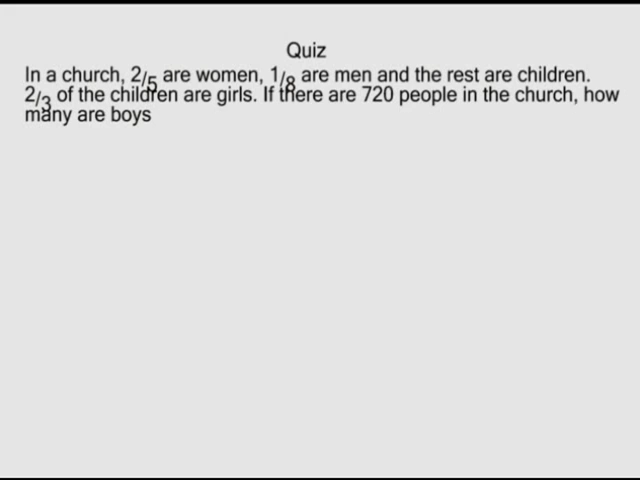 Quiz
In a church, 2/5 are women, 1/8 are men and the rest are children.
2/3 of the children are girls. If there are 720 people in the church, how
many are boys